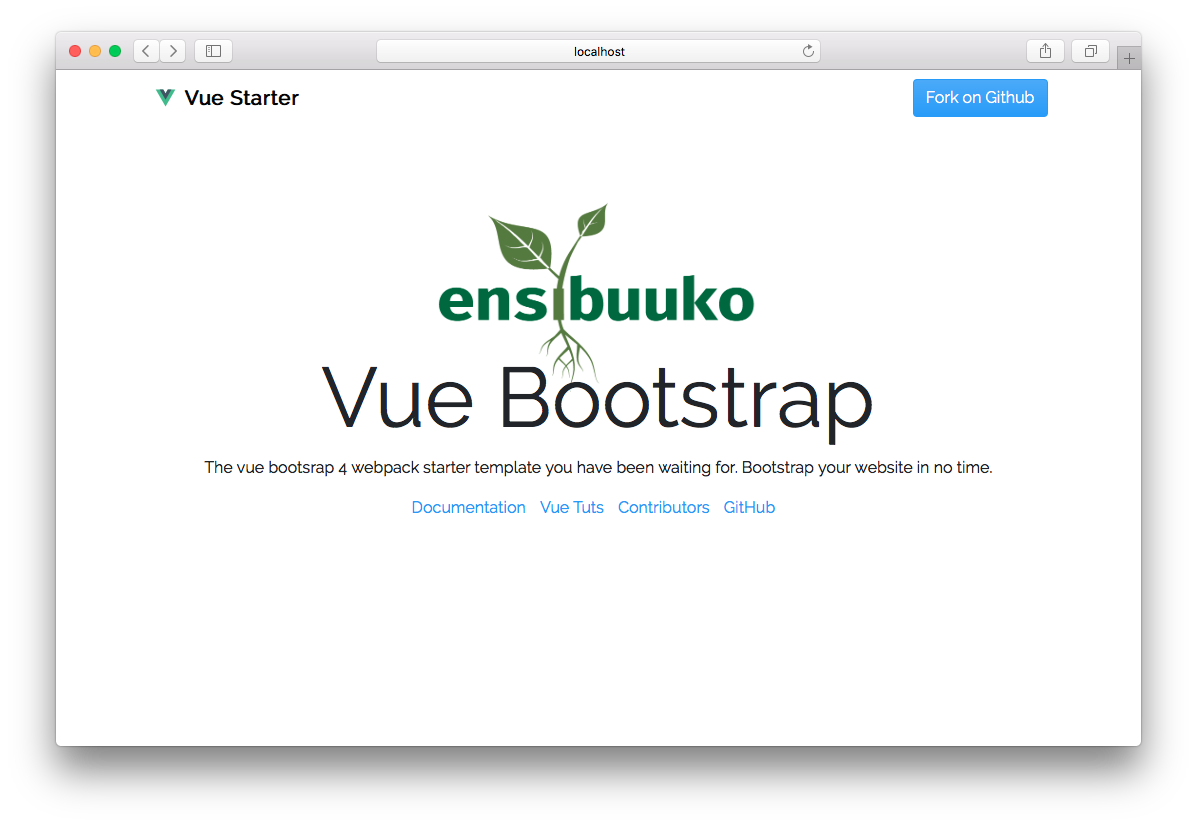 localhost
Vue Starter
Fork on Github
ensibuuko
Vue Bootstrap
The vue bootsrap 4 webpack starter template you have been waiting for. Bootstrap your website in no time.
Documentation Vue Tuts Contributors GitHub